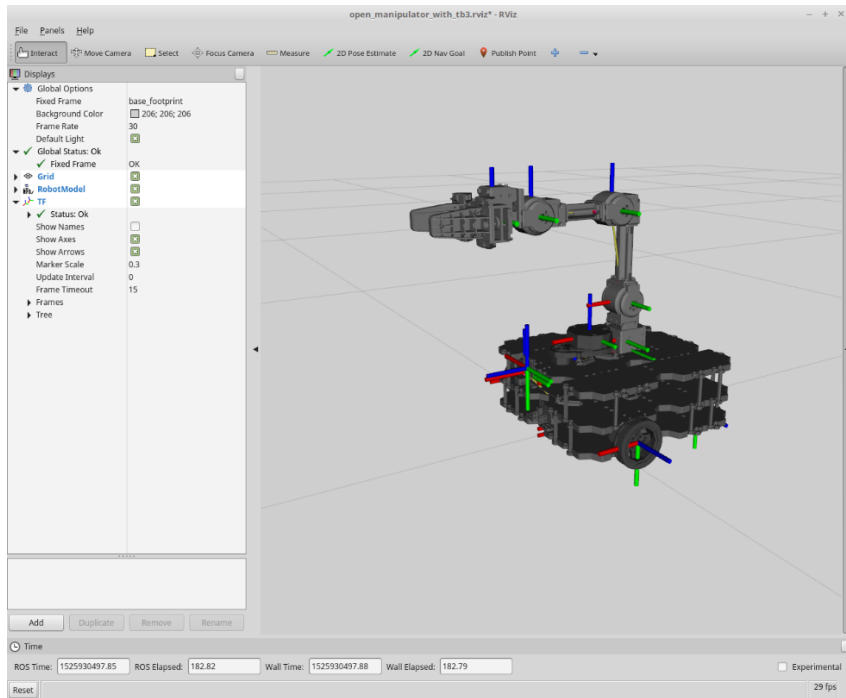 open_manipulator_with_tb3.rviz* - RViz
File Panels Help
Interact Move Camera Select Focus Camera Measure 2D Pose Estimate 2D Nav Goal Publish Point
Displays
Global Options
Fixed Frame base_footprint
Background Color 206; 206; 206
Frame Rate 30
Default Light
Global Status: Ok
Fixed Frame OK
Grid
RobotModel
TF
Status: Ok
Show Names
Show Axes
Show Arrows
Marker Scale 0.3
Update Interval 0
Frame Timeout 15
Frames
Tree
Add Duplicate Remove Rename
Time
ROS Time: 1525930497.85 ROS Elapsed: 182.82 Wall Time: 1525930497.88 Wall Elapsed: 182.79 Experimental
Reset 29 fps